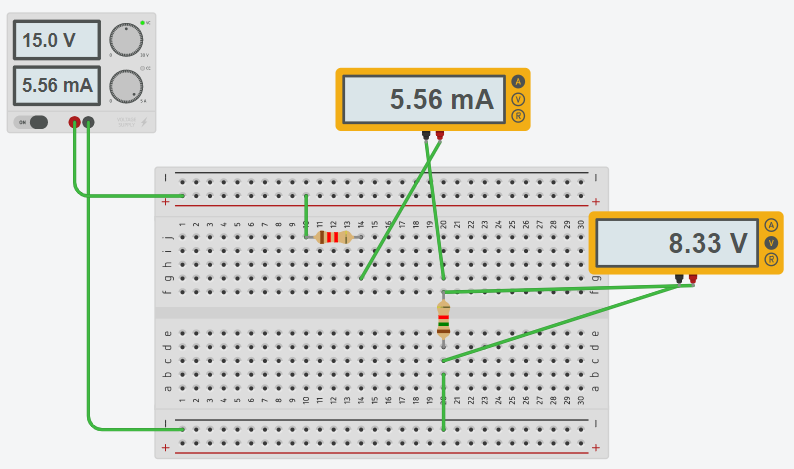 15.0 V
5.56 mA
ON
5.56 mA
A
V
R
8.33 V
A
V
R
− −
+ +
1 2 3 4 5 6 7 8 9 10 11 12 13 14 15 16 17 18 19 20 21 22 23 24 25 26 27 28 29 30
j
i
h
g g
f f
e e
d d
c c
b b
a a
1 2 3 4 5 6 7 8 9 10 11 12 13 14 15 16 17 18 19 20 21 22 23 24 25 26 27 28 29 30
− −
+ +